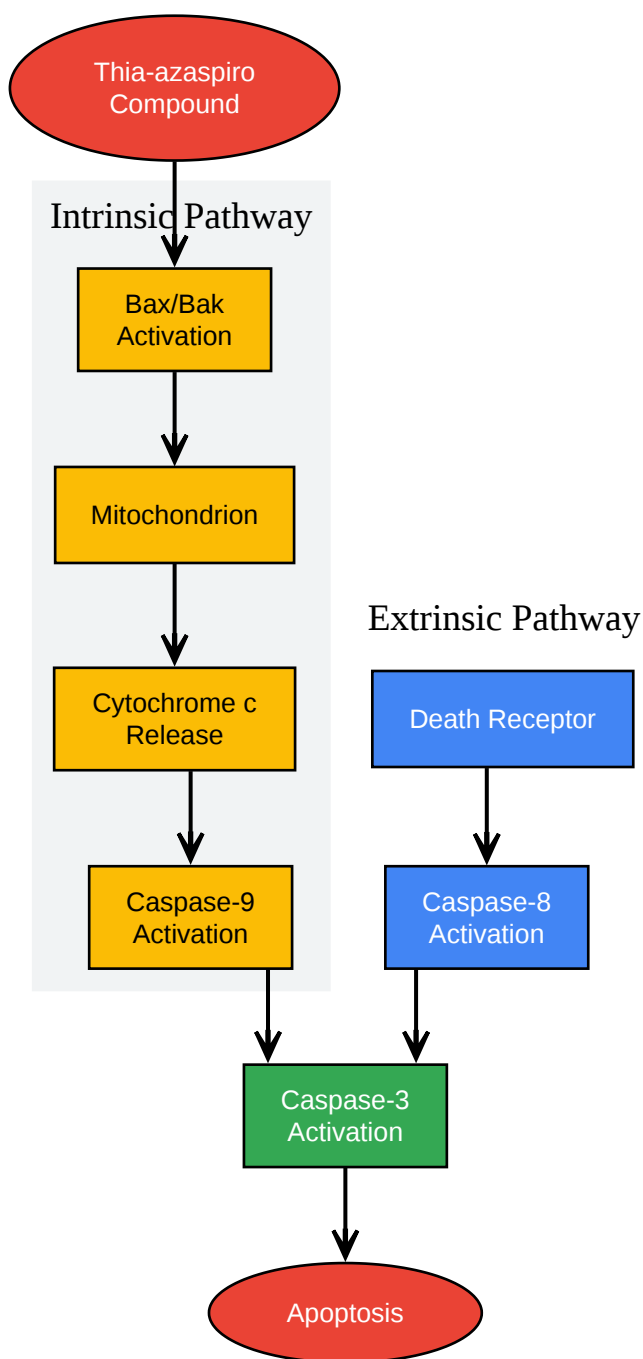 Thia-azaspiro
Compound
Intrinsic Pathway
Bax/Bak
Activation
Mitochondrion
Cytochrome c
Release
Caspase-9
Activation
Extrinsic Pathway
Death Receptor
Caspase-8
Activation
Caspase-3
Activation
Apoptosis